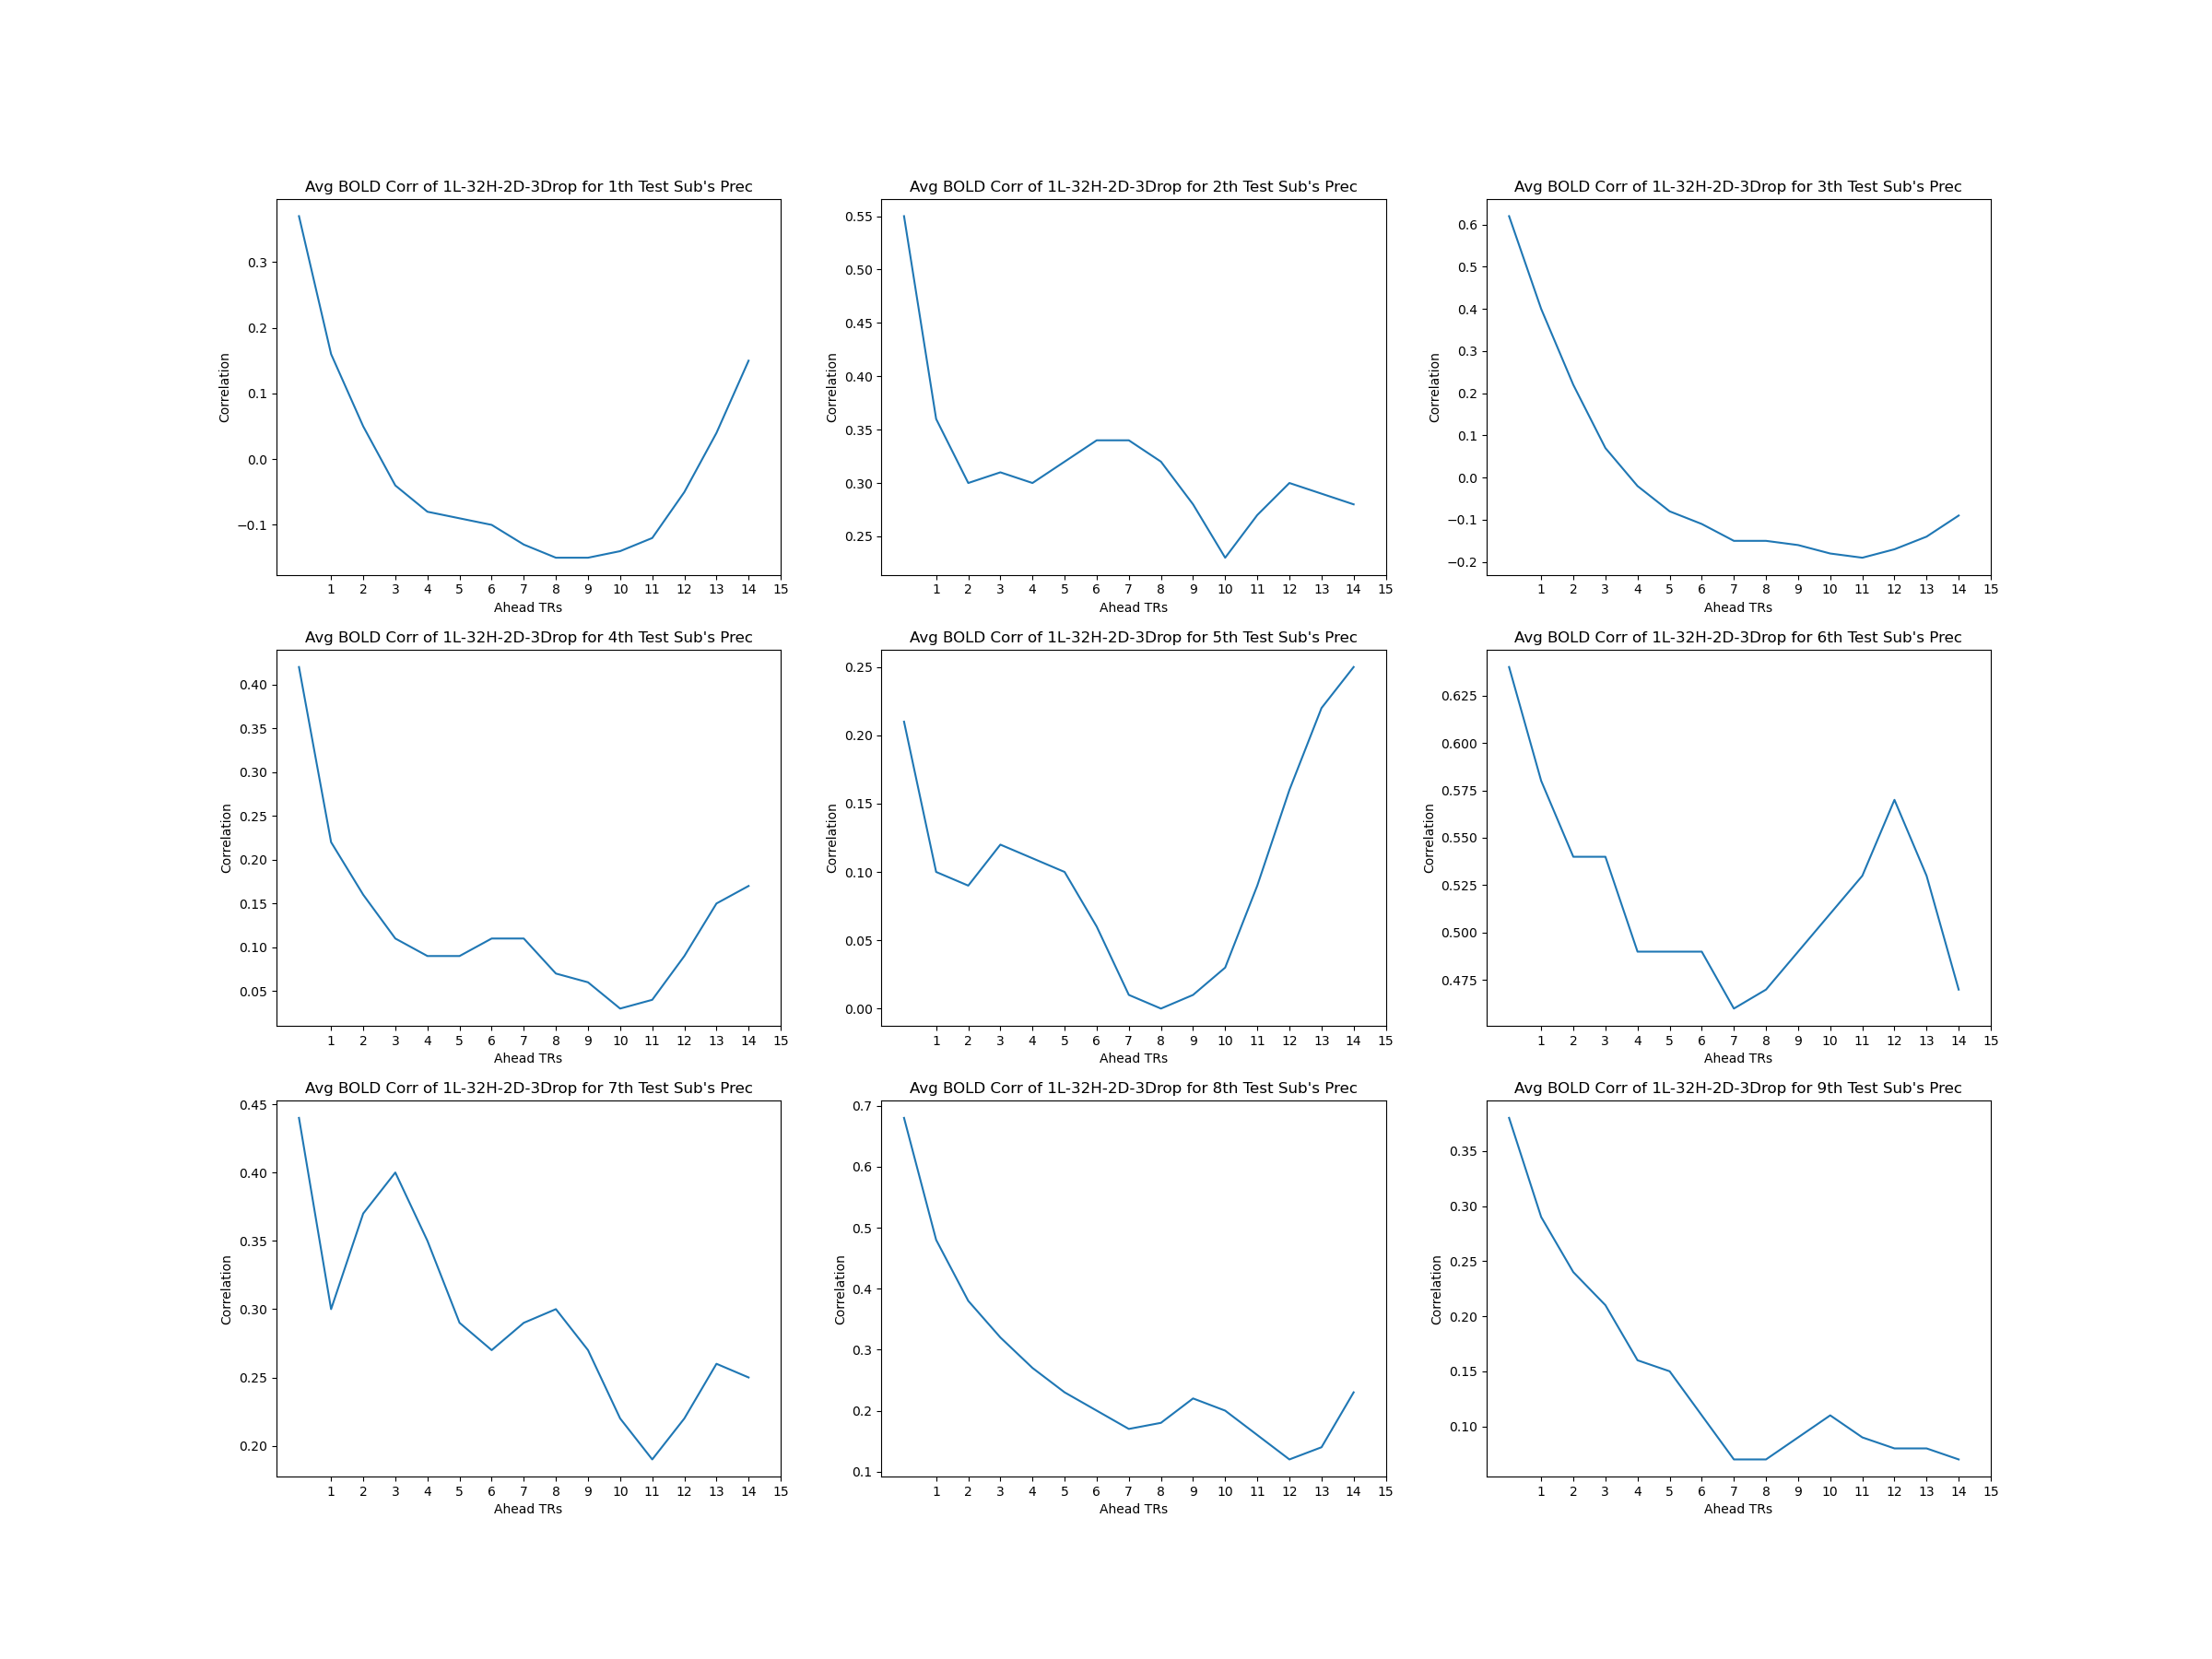 Avg BOLD Corr of 1L-32H-2D-3Drop for 1th Test Sub's Prec
Correlation
0.3
0.2
0.1
0.0
−0.1
1 2 3 4 5 6 7 8 9 10 11 12 13 14 15
Ahead TRs
Avg BOLD Corr of 1L-32H-2D-3Drop for 2th Test Sub's Prec
Correlation
0.55
0.50
0.45
0.40
0.35
0.30
0.25
1 2 3 4 5 6 7 8 9 10 11 12 13 14 15
Ahead TRs
Avg BOLD Corr of 1L-32H-2D-3Drop for 3th Test Sub's Prec
Correlation
0.6
0.5
0.4
0.3
0.2
0.1
0.0
−0.1
−0.2
1 2 3 4 5 6 7 8 9 10 11 12 13 14 15
Ahead TRs
Avg BOLD Corr of 1L-32H-2D-3Drop for 4th Test Sub's Prec
Correlation
0.40
0.35
0.30
0.25
0.20
0.15
0.10
0.05
1 2 3 4 5 6 7 8 9 10 11 12 13 14 15
Ahead TRs
Avg BOLD Corr of 1L-32H-2D-3Drop for 5th Test Sub's Prec
Correlation
0.25
0.20
0.15
0.10
0.05
0.00
1 2 3 4 5 6 7 8 9 10 11 12 13 14 15
Ahead TRs
Avg BOLD Corr of 1L-32H-2D-3Drop for 6th Test Sub's Prec
Correlation
0.625
0.600
0.575
0.550
0.525
0.500
0.475
1 2 3 4 5 6 7 8 9 10 11 12 13 14 15
Ahead TRs
Avg BOLD Corr of 1L-32H-2D-3Drop for 7th Test Sub's Prec
Correlation
0.45
0.40
0.35
0.30
0.25
0.20
1 2 3 4 5 6 7 8 9 10 11 12 13 14 15
Ahead TRs
Avg BOLD Corr of 1L-32H-2D-3Drop for 8th Test Sub's Prec
Correlation
0.7
0.6
0.5
0.4
0.3
0.2
0.1
1 2 3 4 5 6 7 8 9 10 11 12 13 14 15
Ahead TRs
Avg BOLD Corr of 1L-32H-2D-3Drop for 9th Test Sub's Prec
Correlation
0.35
0.30
0.25
0.20
0.15
0.10
1 2 3 4 5 6 7 8 9 10 11 12 13 14 15
Ahead TRs